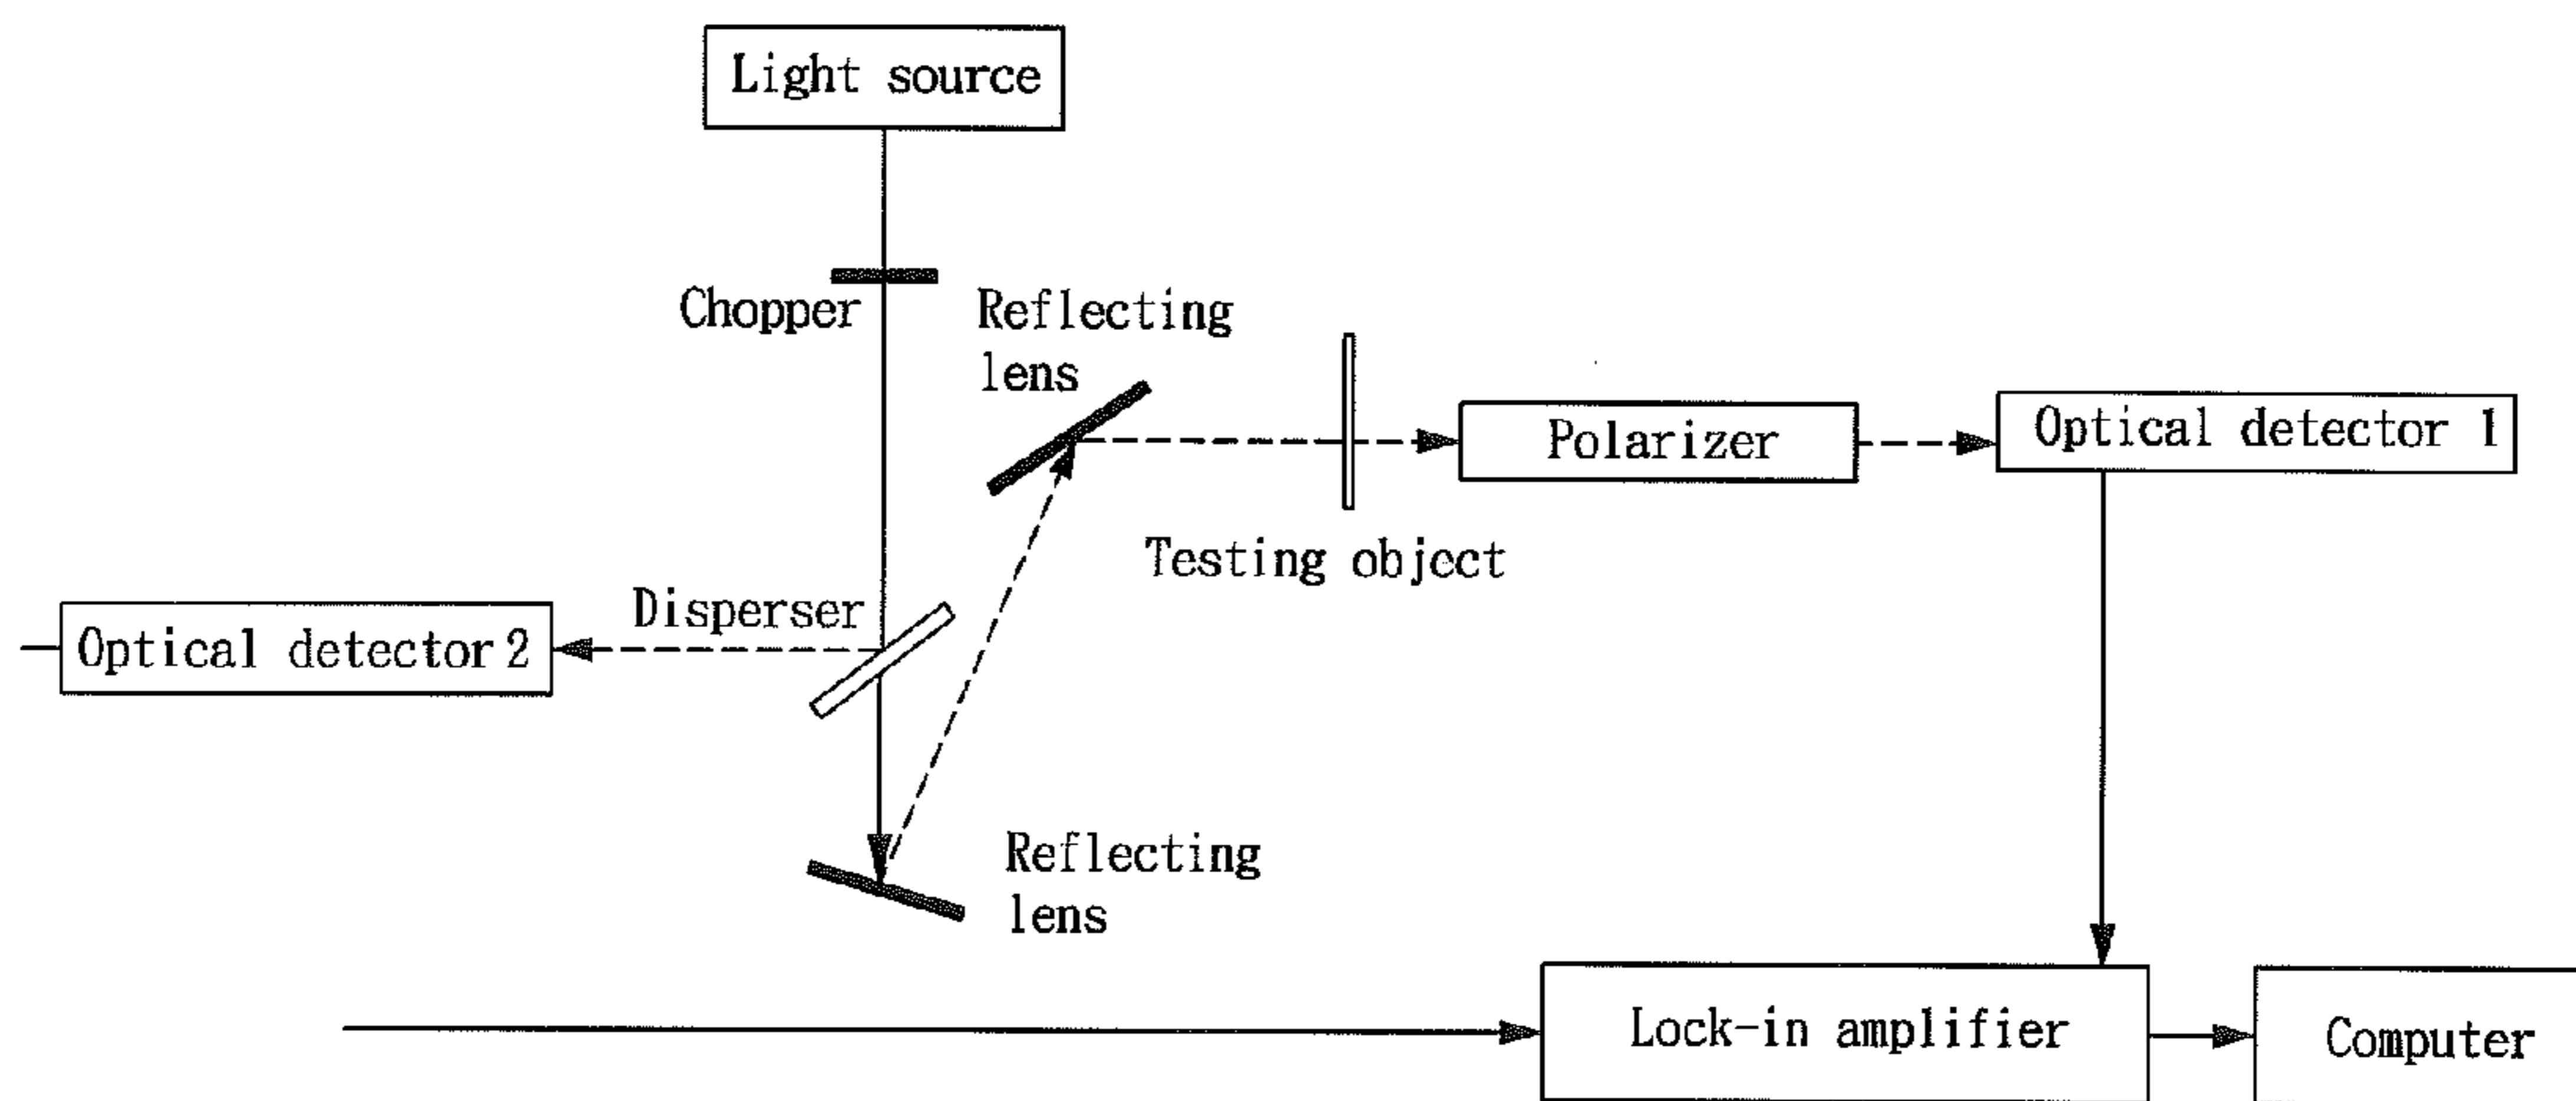 Light source
Chopper
Reflecting
lens
Polarizer
Optical detector 1
Testing object
Disperser
Optical detector 2
Reflecting
lens
Lock-in amplifier
Computer